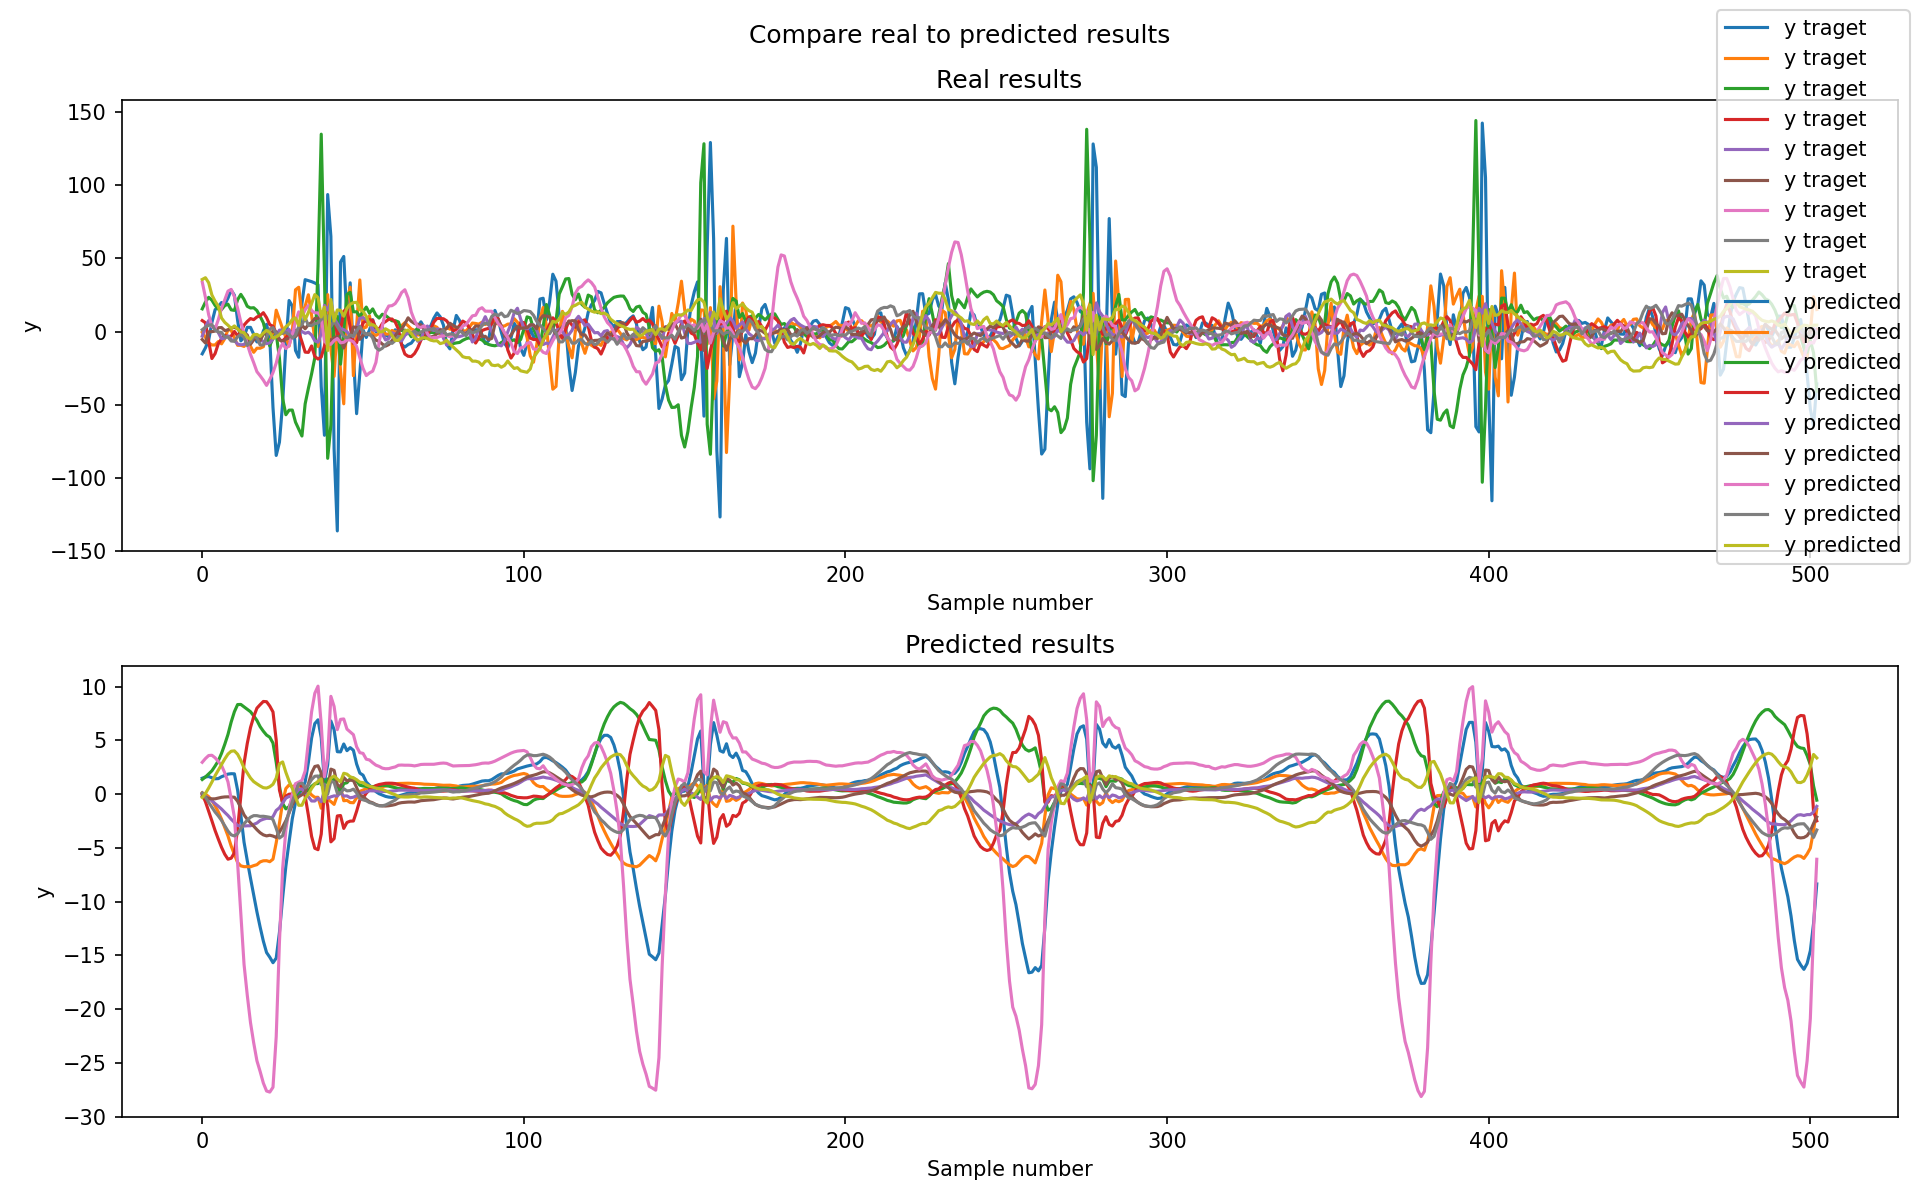 Compare real to predicted results
Real results
y traget
y traget
y traget
y traget
y traget
y traget
y traget
y traget
y traget
y predicted
y predicted
y predicted
y predicted
y predicted
y predicted
y predicted
y predicted
y predicted
150
100
50
0
−50
−100
−150
y
0 100 200 300 400 500
Sample number
Predicted results
10
5
0
−5
−10
−15
−20
−25
−30
y
0 100 200 300 400 500
Sample number